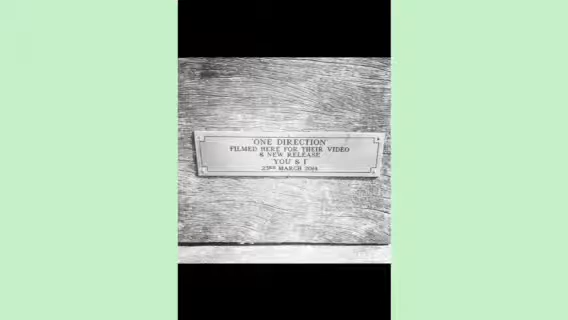 'ONE DIRECTION'
FILMED HERE FOR THEIR VIDEO
& NEW RELEASE
'YOU & I'
23RD MARCH 2014